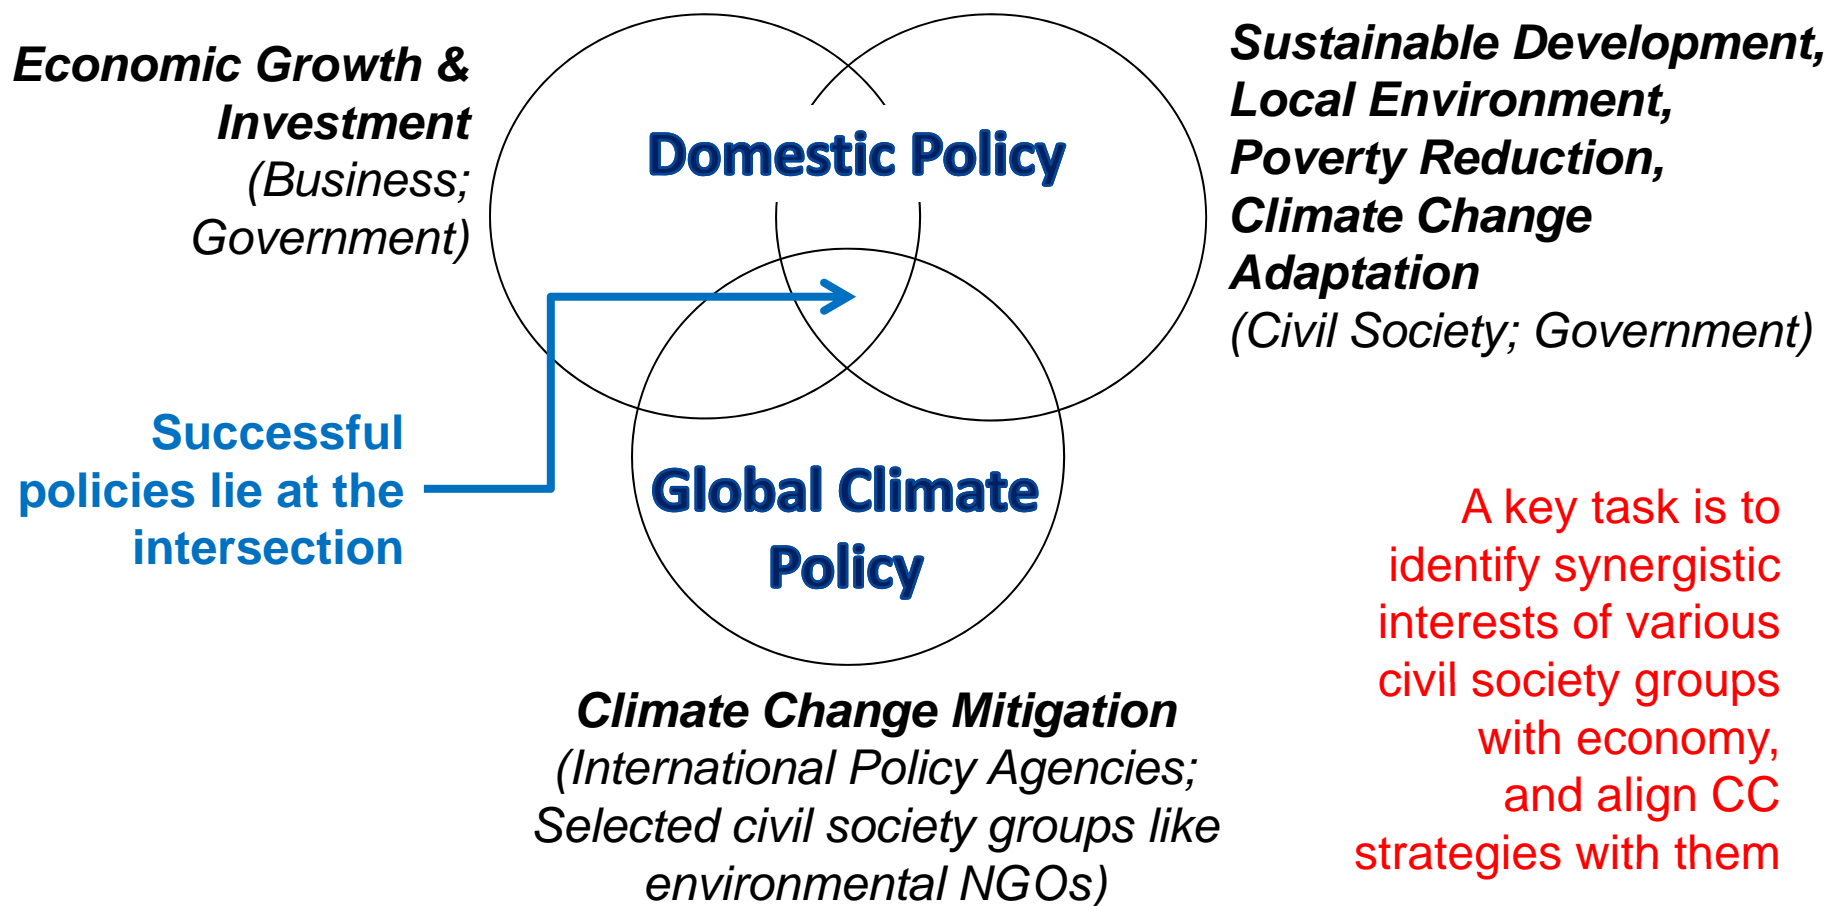 Economic Growth &
Investment
(Business;
Government)
Domestic Policy
Sustainable Development,
Local Environment,
Poverty Reduction,
Climate Change
Adaptation
(Civil Society; Government)
Successful
policies lie at the
intersection
Global Climate
Policy
Climate Change Mitigation
(International Policy Agencies;
Selected civil society groups like
environmental NGOs)
A key task is to
identify synergistic
interests of various
civil society groups
with economy,
and align CC
strategies with them